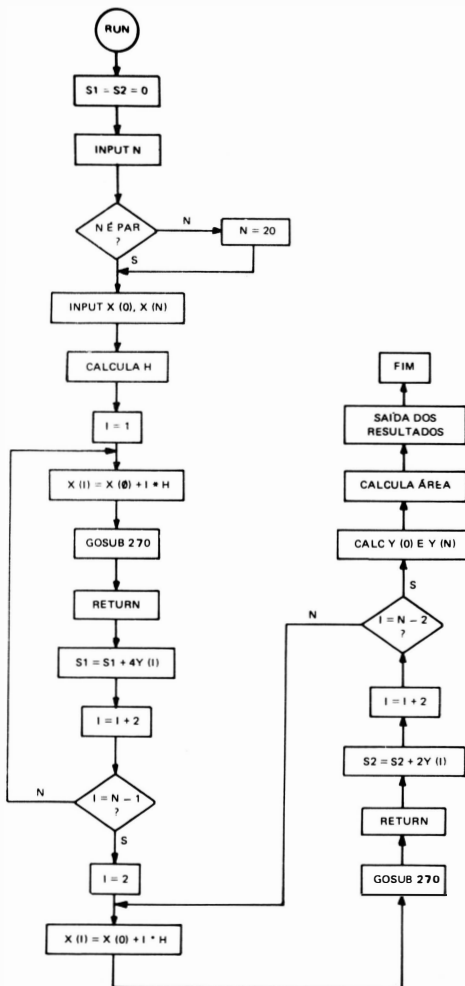 RUN
S1 = S2 = 0
INPUT N
N É PAR
?
N
N = 20
S
INPUT X (0), X (N)
CALCULA H
I = 1
X (I) = X (Ø) + I * H
GOSUB 270
RETURN
S1 = S1 + 4Y (I)
I = I + 2
N
I = N – 1
?
S
I = 2
X (I) = X (0) + I * H
GOSUB 270
RETURN
S2 = S2 + 2Y (I)
I = I + 2
N
I = N – 2
?
S
CALC Y (0) E Y (N)
CALCULA ÁREA
SAÍDA DOS
RESULTADOS
FIM